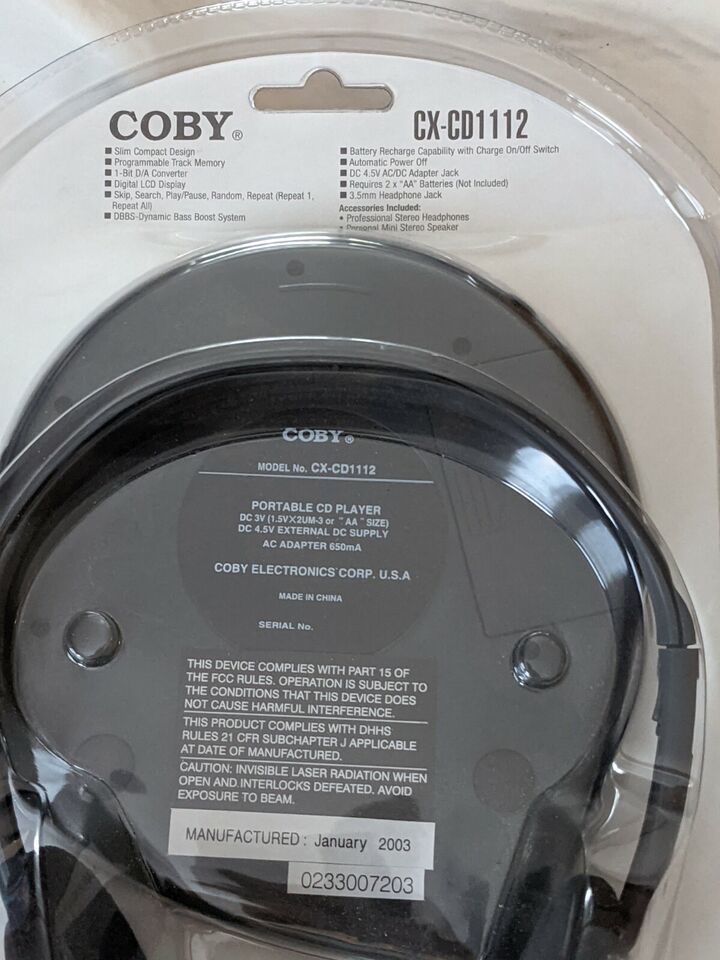 COBY®
CX-CD1112
■ Slim Compact Design
■ Programmable Track Memory
■ 1-Bit D/A Converter
■ Digital LCD Display
■ Skip, Search, Play/Pause, Random, Repeat (Repeat 1,
Repeat All)
■ DBBS-Dynamic Bass Boost System
■ Battery Recharge Capability with Charge On/Off Switch
■ Automatic Power Off
■ DC 4.5V AC/DC Adapter Jack
■ Requires 2 x "AA" Batteries (Not Included)
■ 3.5mm Headphone Jack
Accessories Included:
• Professional Stereo Headphones
• Personal Mini Stereo Speaker
COBY®
MODEL No. CX-CD1112
PORTABLE CD PLAYER
DC 3V (1.5VX2UM-3 or "AA" SIZE)
DC 4.5V EXTERNAL DC SUPPLY
AC ADAPTER 650mA
COBY ELECTRONICS CORP. U.S.A
MADE IN CHINA
SERIAL No.
THIS DEVICE COMPLIES WITH PART 15 OF
THE FCC RULES. OPERATION IS SUBJECT TO
THE CONDITIONS THAT THIS DEVICE DOES
NOT CAUSE HARMFUL INTERFERENCE.
THIS PRODUCT COMPLIES WITH DHHS
RULES 21 CFR SUBCHAPTER J APPLICABLE
AT DATE OF MANUFACTURED.
CAUTION: INVISIBLE LASER RADIATION WHEN
OPEN AND INTERLOCKS DEFEATED. AVOID
EXPOSURE TO BEAM.
MANUFACTURED: January 2003
0233007203